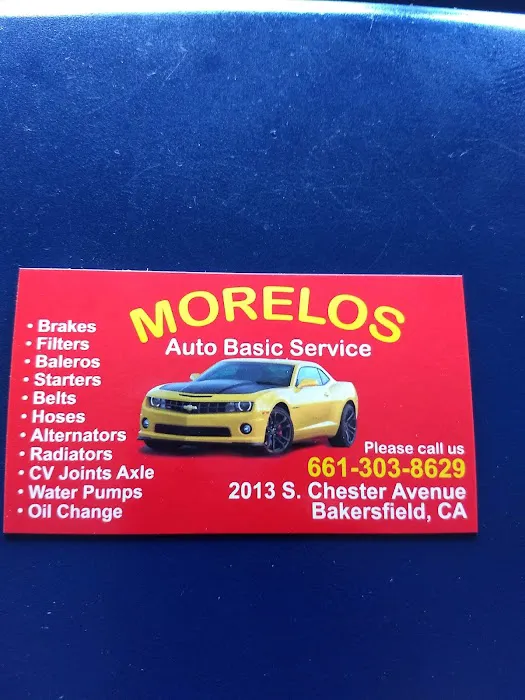 MORELOS
Auto Basic Service
• Brakes
• Filters
• Baleros
• Starters
• Belts
• Hoses
• Alternators
• Radiators
• CV Joints Axle
• Water Pumps
• Oil Change
Please call us
661-303-8629
2013 S. Chester Avenue
Bakersfield, CA